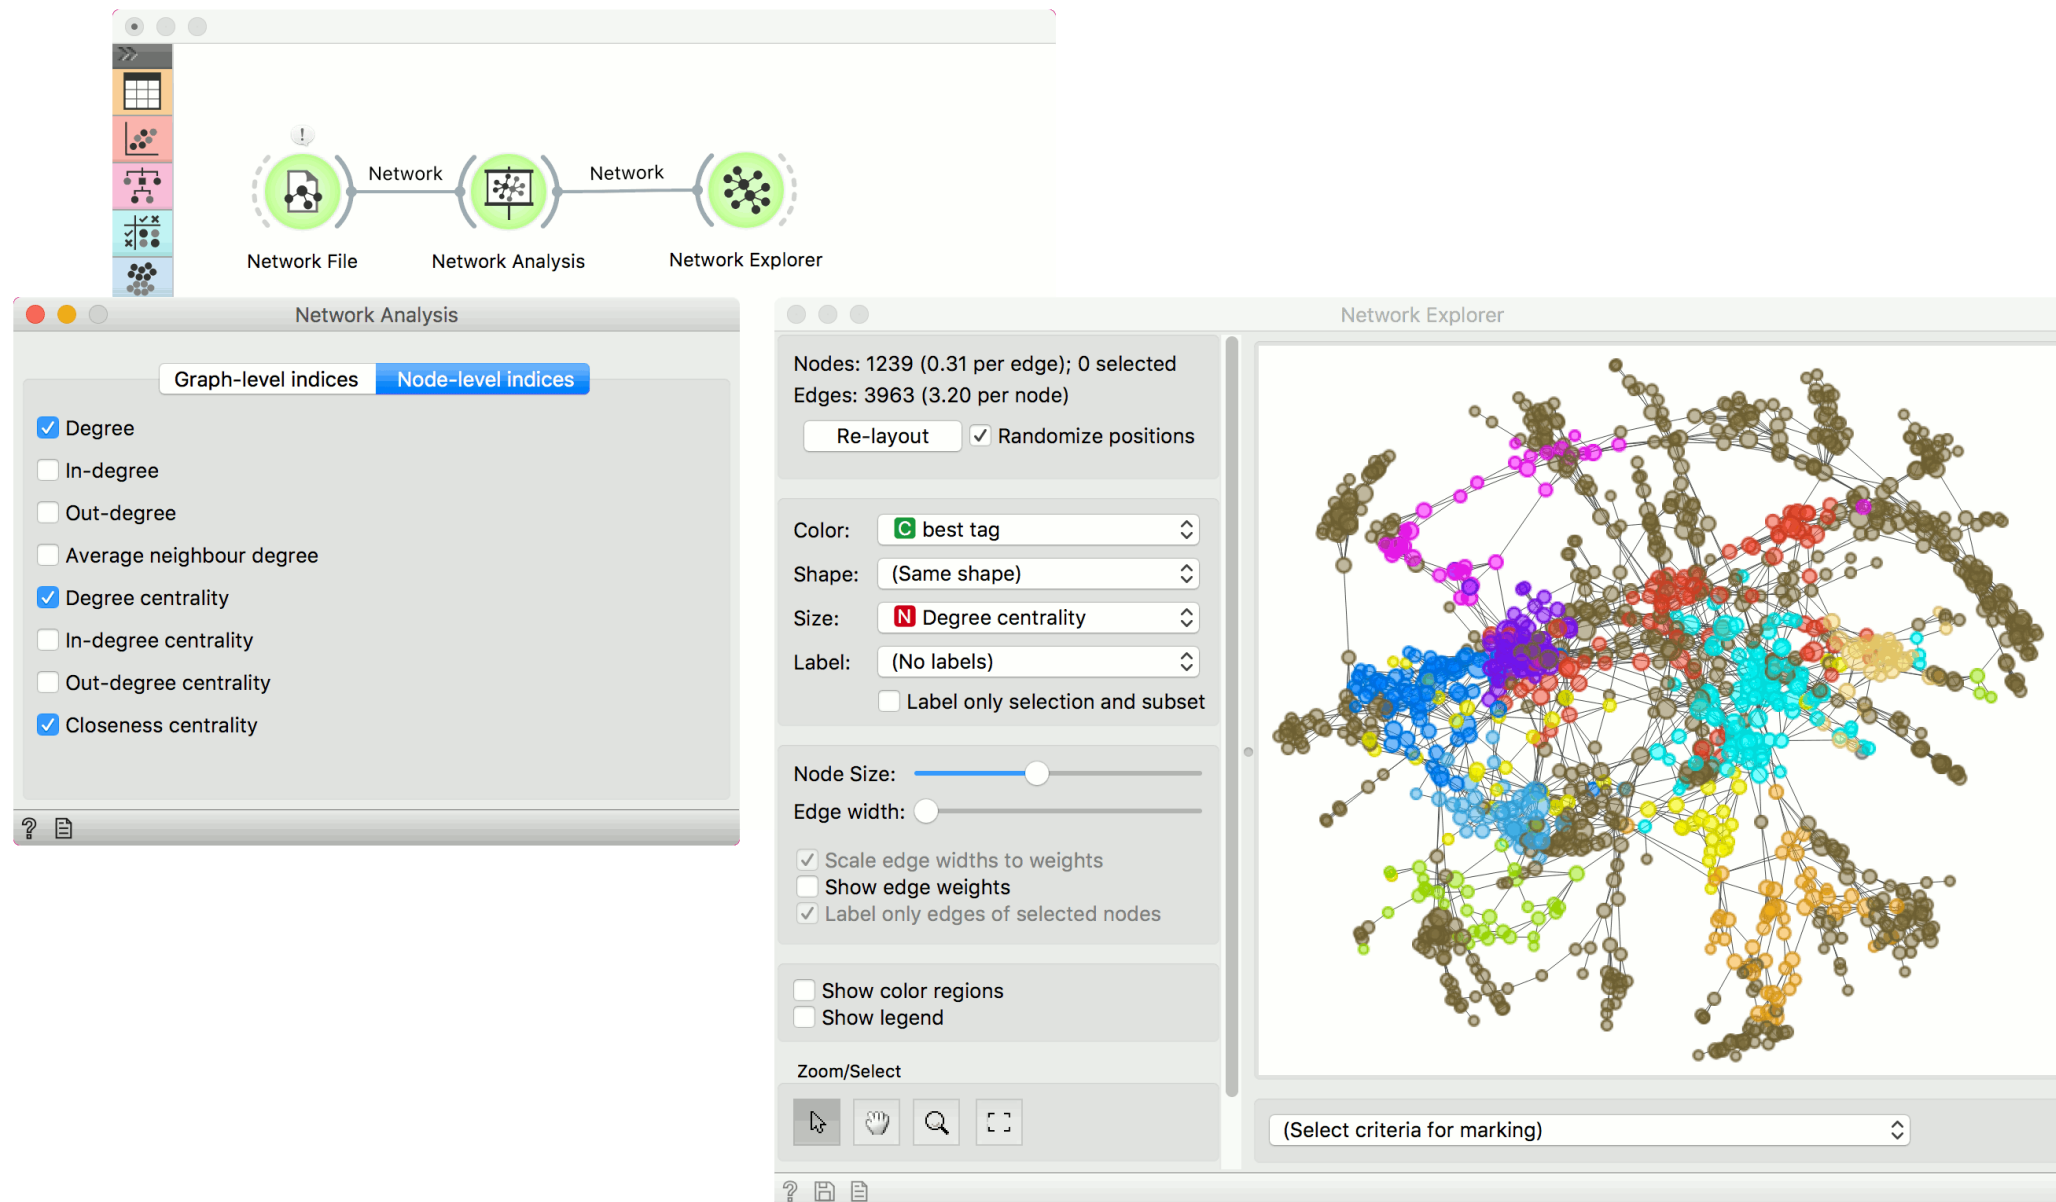 Network
Network
Network File
Network Analysis
Network Explorer
Network Analysis
Graph-level indices
Node-level indices
Degree
In-degree
Out-degree
Average neighbour degree
Degree centrality
In-degree centrality
Out-degree centrality
Closeness centrality
?
Network Explorer
Nodes: 1239 (0.31 per edge); 0 selected
Edges: 3963 (3.20 per node)
Re-layout
Randomize positions
Color: C best tag
Shape: (Same shape)
Size: N Degree centrality
Label: (No labels)
Label only selection and subset
Node Size:
Edge width:
Scale edge widths to weights
Show edge weights
Label only edges of selected nodes
Show color regions
Show legend
Zoom/Select
(Select criteria for marking)
?